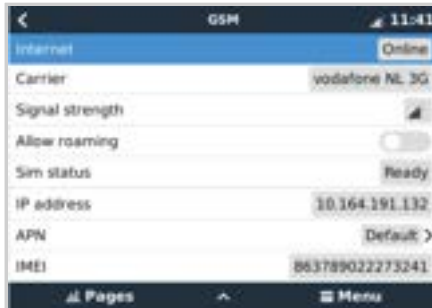 GSM 11:41
Internet Online
Carrier vodafone NL 3G
Signal strength
Allow roaming
Sim status Ready
IP address 10.164.191.132
APN Default
IMEI 863789022273241
Pages Menu